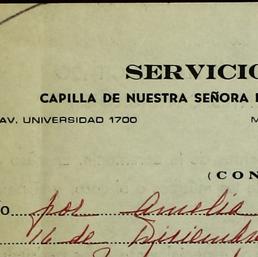 SERVICIO
CAPILLA DE NUESTRA SEÑORA
AV. UNIVERSIDAD 1700 M
(CON
O por Amelia
16 de Diciembre